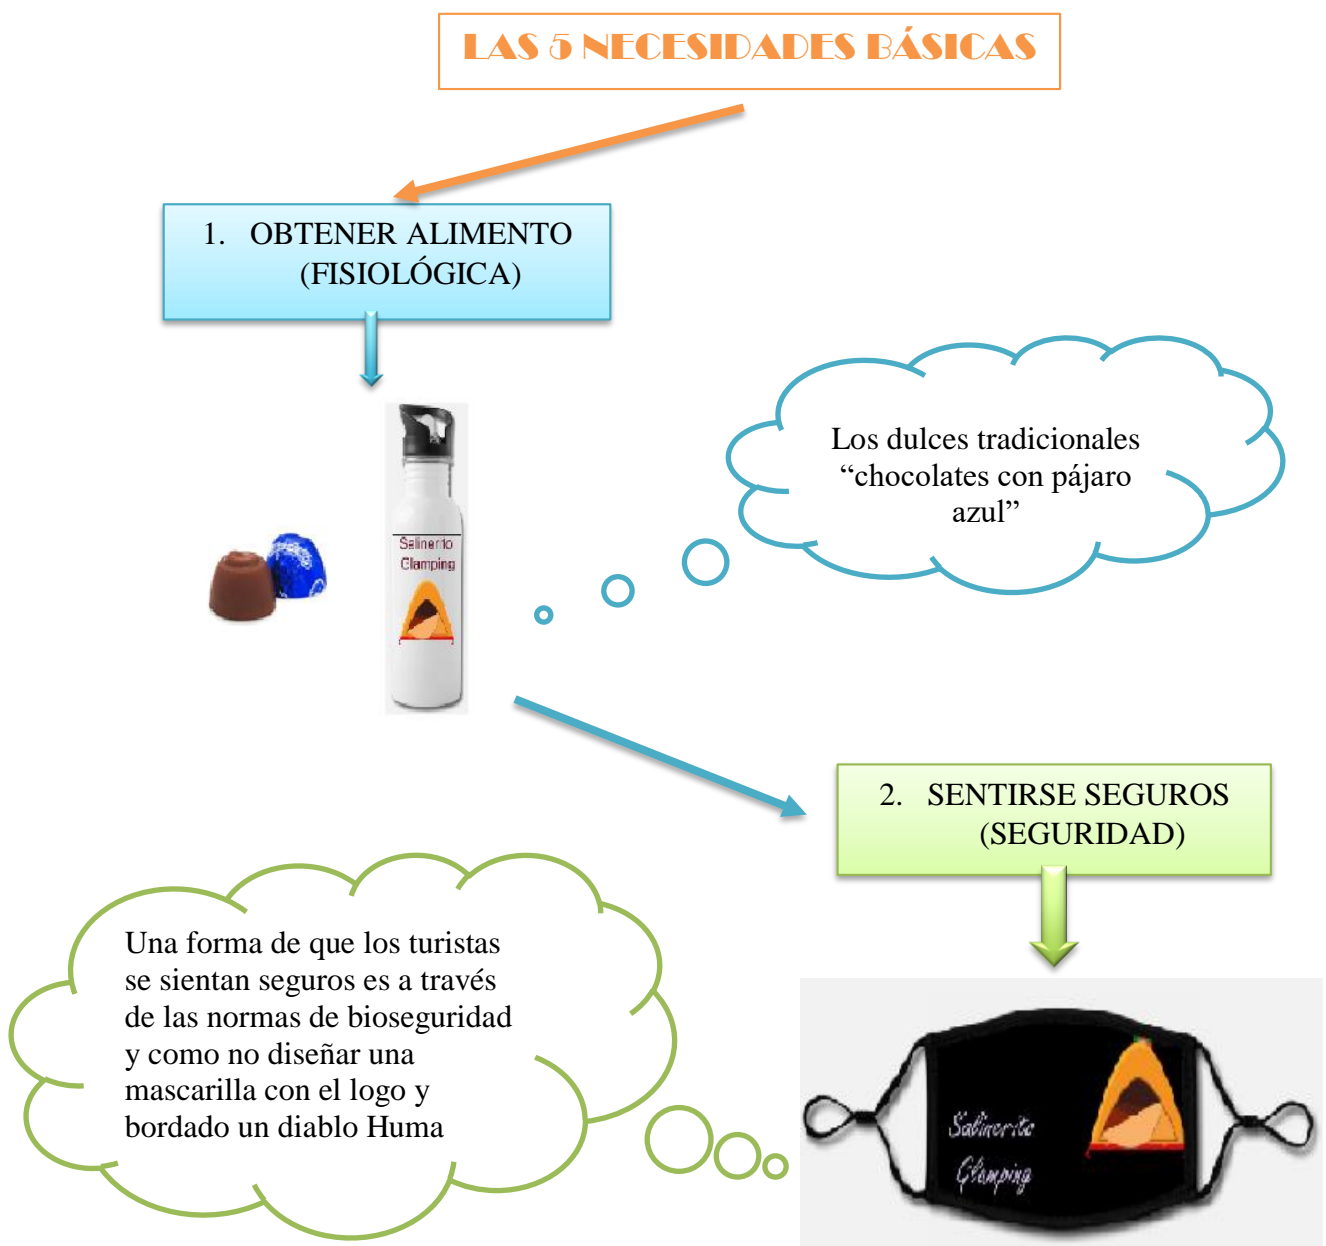 LAS 5 NECESIDADES BÁSICAS
1. OBTENER ALIMENTO
(FISIOLÓGICA)
Los dulces tradicionales
“chocolates con pájaro
azul”
Salinerito
Glamping
2. SENTIRSE SEGUROS
(SEGURIDAD)
Una forma de que los turistas
se sientan seguros es a través
de las normas de bioseguridad
y como no diseñar una
mascarilla con el logo y
bordado un diablo Huma
Salinerito
Glamping